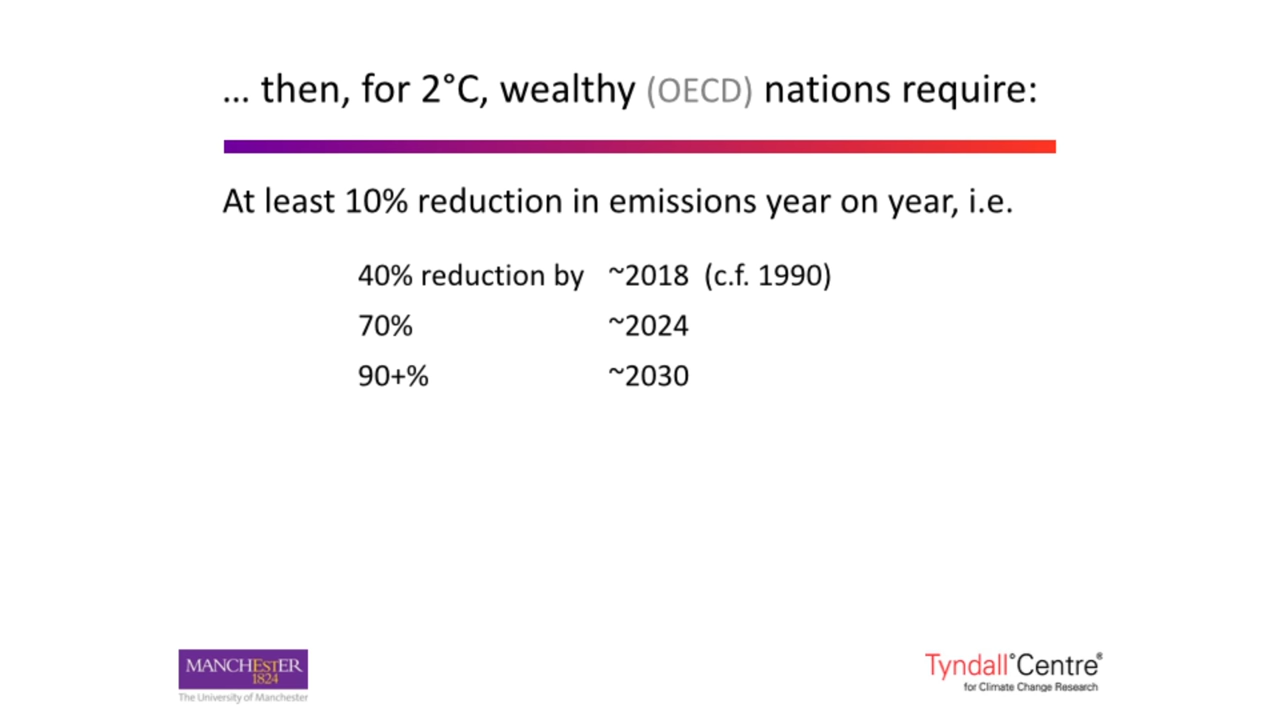 ... then, for 2°C, wealthy (OECD) nations require:
At least 10% reduction in emissions year on year, i.e.
40% reduction by ~2018 (c.f. 1990)
70% ~2024
90+% ~2030
MANCHESTER
1824
The University of Manchester
Tyndall°Centre®
for Climate Change Research